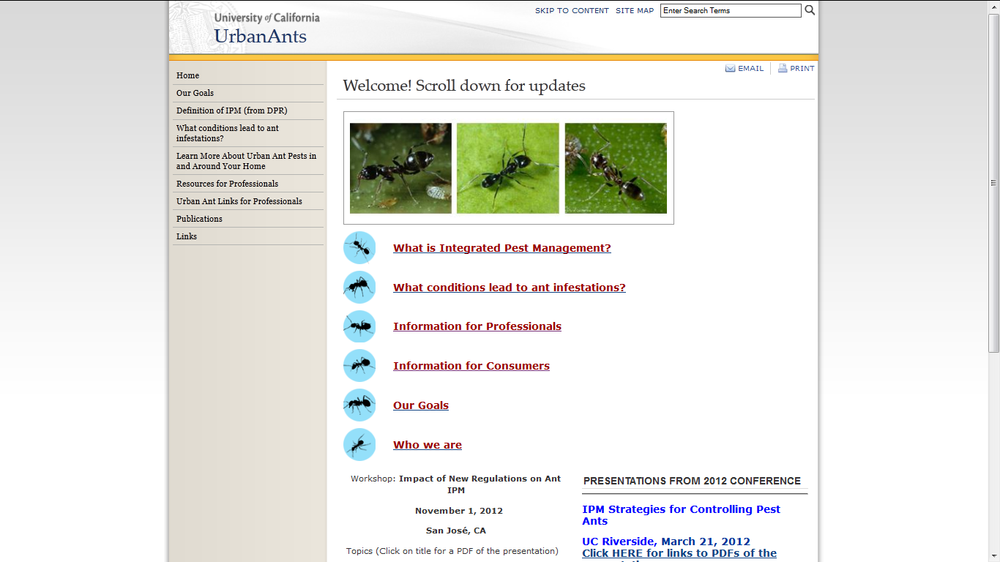 University of California
UrbanAnts
SKIP TO CONTENT SITE MAP Enter Search Terms
EMAIL PRINT
Home
Our Goals
Definition of IPM (from DPR)
What conditions lead to ant
infestations?
Learn More About Urban Ant Pests in
and Around Your Home
Resources for Professionals
Urban Ant Links for Professionals
Publications
Links
Welcome! Scroll down for updates
What is Integrated Pest Management?
What conditions lead to ant infestations?
Information for Professionals
Information for Consumers
Our Goals
Who we are
Workshop: Impact of New Regulations on Ant
IPM
November 1, 2012
San José, CA
Topics (Click on title for a PDF of the presentation)
PRESENTATIONS FROM 2012 CONFERENCE
IPM Strategies for Controlling Pest
Ants
UC Riverside, March 21, 2012
Click HERE for links to PDFs of the